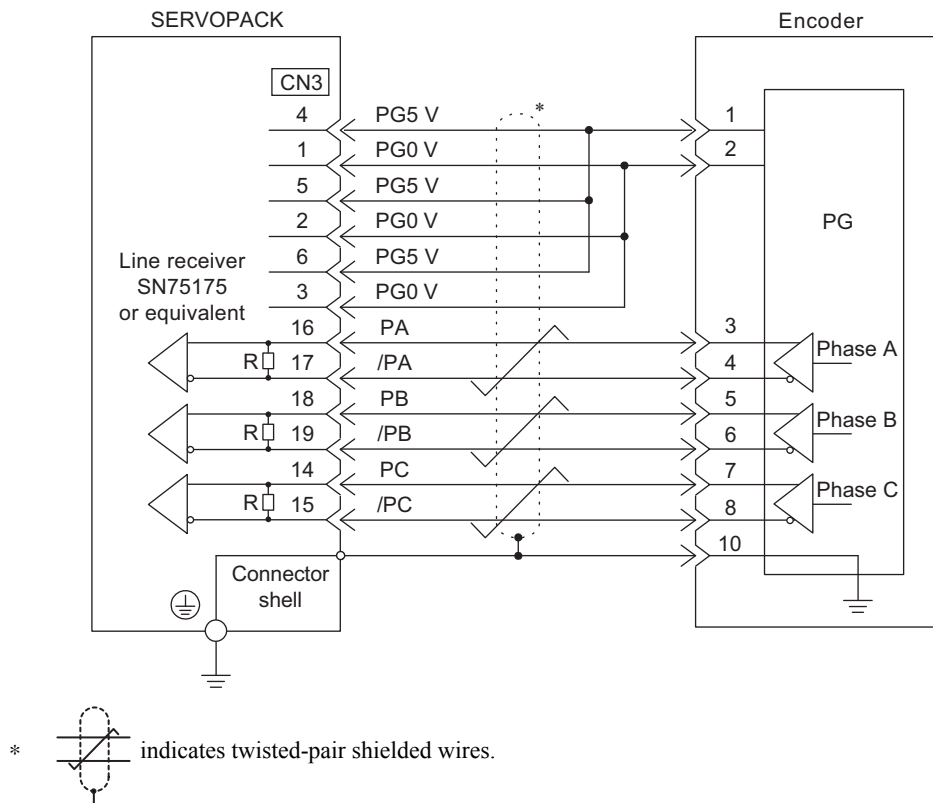 SERVOPACK
Encoder
CN3
4 PG5 V * 1
1 PG0 V 2
5 PG5 V
2 PG0 V
PG
6 PG5 V
3 PG0 V
Line receiver
SN75175
or equivalent
16 PA 3
R 17 /PA 4 Phase A
18 PB 5
R 19 /PB 6 Phase B
14 PC 7
R 15 /PC 8 Phase C
10
Connector
shell
* indicates twisted-pair shielded wires.